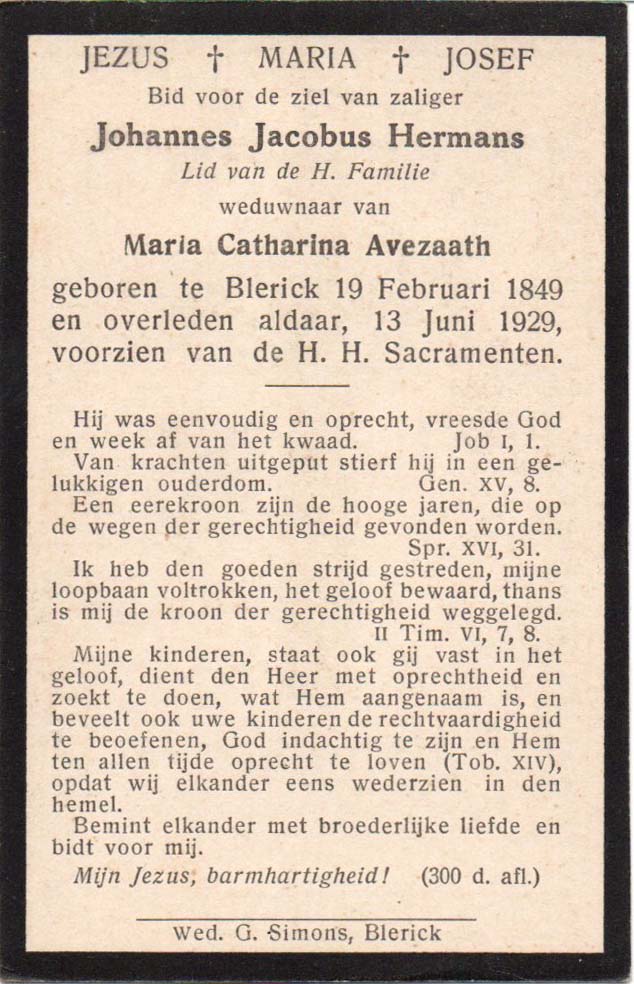 JEZUS † MARIA † JOSEF
Bid voor de ziel van zaliger
Johannes Jacobus Hermans
Lid van de H. Familie
weduwnaar van
Maria Catharina Avezaath
geboren te Blerick 19 Februari 1849
en overleden aldaar, 13 Juni 1929,
voorzien van de H. H. Sacramenten.
Hij was eenvoudig en oprecht, vreesde God
en week af van het kwaad. Job I, 1.
Van krachten uitgeput stierf hij in een ge-
lukkigen ouderdom. Gen. XV, 8.
Een eerekroon zijn de hooge jaren, die op
de wegen der gerechtigheid gevonden worden.
Spr. XVI, 31.
Ik heb den goeden strijd gestreden, mijne
loopbaan voltrokken, het geloof bewaard, thans
is mij de kroon der gerechtigheid weggelegd.
II Tim. VI, 7, 8.
Mijne kinderen, staat ook gij vast in het
geloof, dient den Heer met oprechtheid en
zoekt te doen, wat Hem aangenaam is, en
beveelt ook uwe kinderen de rechtvaardigheid
te beoefenen, God indachtig te zijn en Hem
ten allen tijde oprecht te loven (Tob. XIV),
opdat wij elkander eens wederzien in den
hemel.
Bemint elkander met broederlijke liefde en
bidt voor mij.
Mijn Jezus, barmhartigheid! (300 d. afl.)
Wed. G. Simons, Blerick